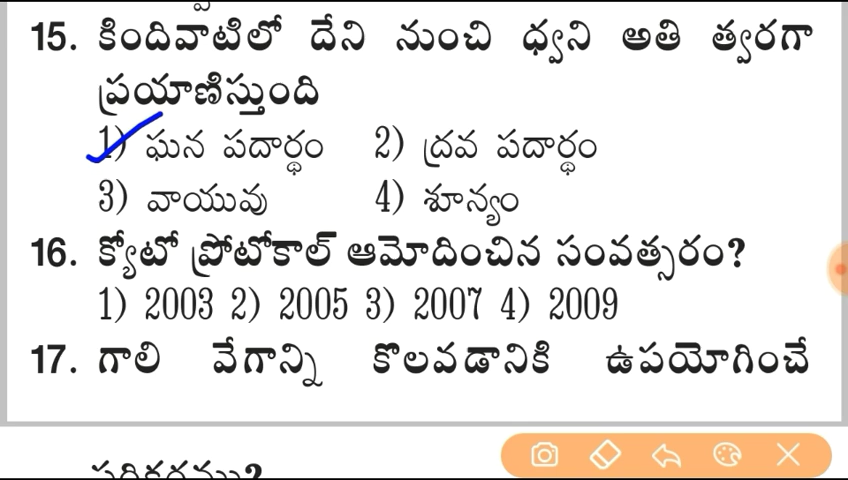 15. కిందివాటిలో దేని నుంచి ధ్వని అతి త్వరగా
ప్రయాణిస్తుంది
1) ఘన పదార్థం 2) ద్రవ పదార్థం
3) వాయువు 4) శూన్యం
16. క్యోటో ప్రోటోకాల్ ఆమోదించిన సంవత్సరం?
1) 2003 2) 2005 3) 2007 4) 2009
17. గాలి వేగాన్ని కొలవడానికి ఉపయోగించే